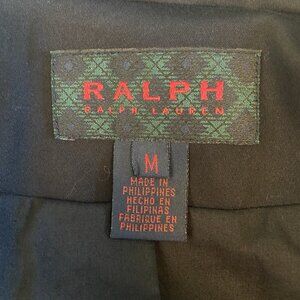 RALPH
RALPH LAUREN
M
MADE IN
PHILIPPINES
HECHO EN
FILIPINAS
FABRIQUE EN
PHILIPPINES